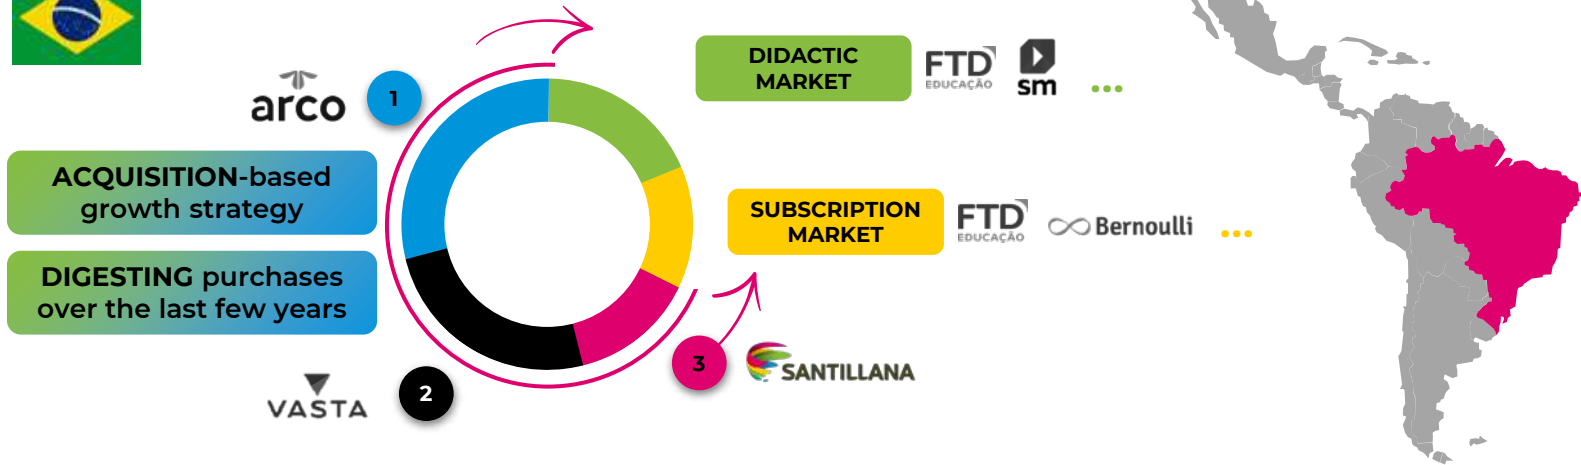 arco
1
ACQUISITION-based
growth strategy
DIGESTING purchases
over the last few years
VASTA
2
3
SANTILLANA
DIDACTIC
MARKET
FTD
EDUCAÇÃO
sm
...
SUBSCRIPTION
MARKET
FTD
EDUCAÇÃO
Bernoulli
...